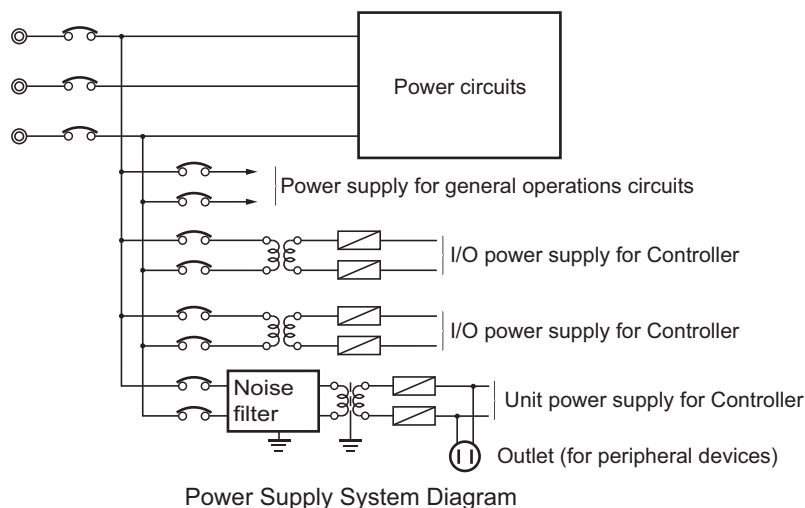 Power circuits
Power supply for general operations circuits
I/O power supply for Controller
I/O power supply for Controller
Noise
filter
Unit power supply for Controller
Outlet (for peripheral devices)
Power Supply System Diagram